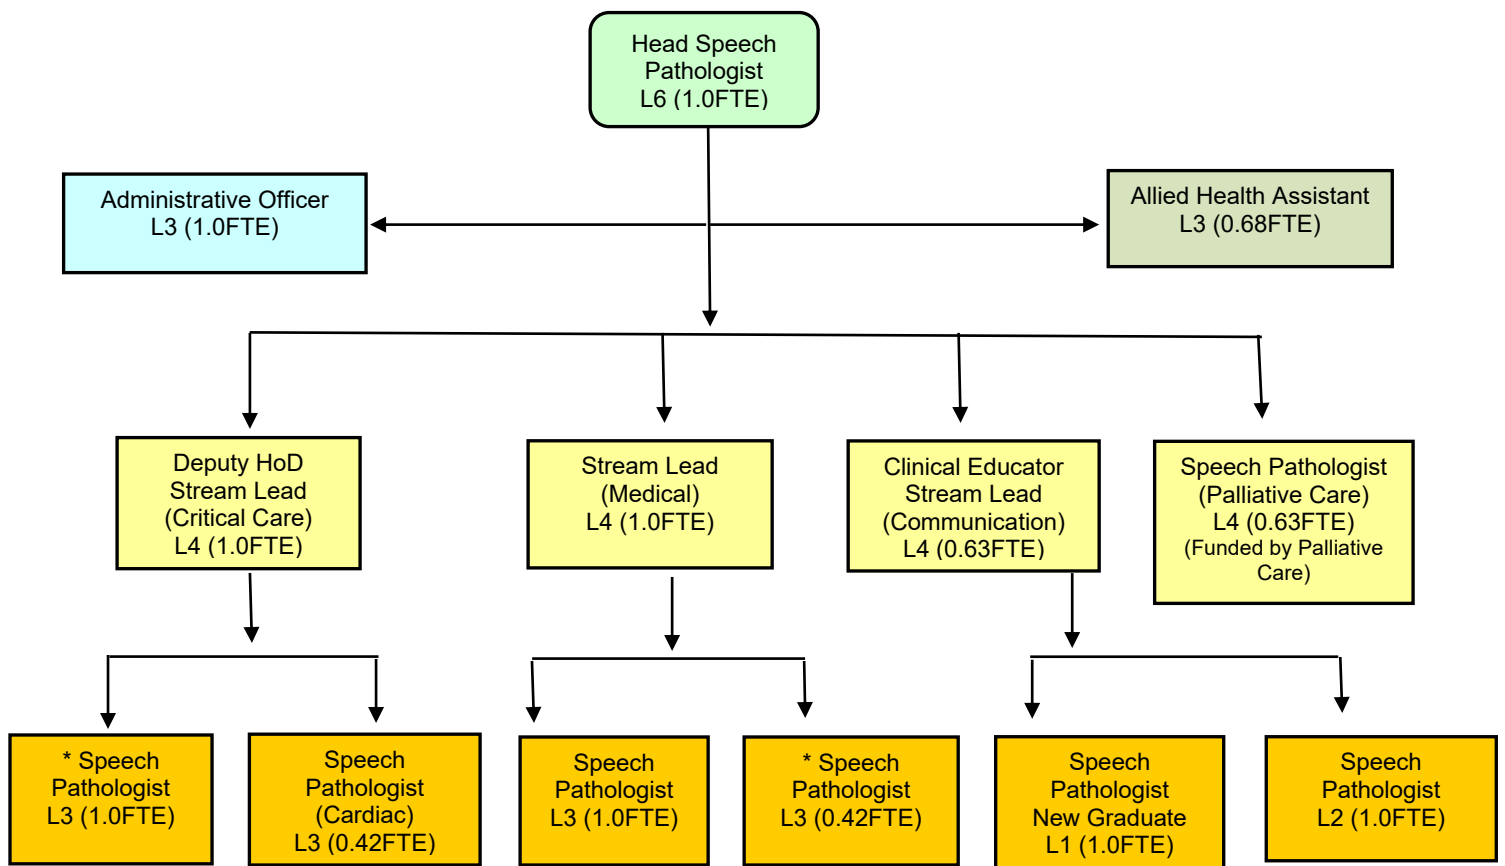 Head Speech
Pathologist
L6 (1.0FTE)
Administrative Officer
L3 (1.0FTE)
Allied Health Assistant
L3 (0.68FTE)
Deputy HoD
Stream Lead
(Critical Care)
L4 (1.0FTE)
Stream Lead
(Medical)
L4 (1.0FTE)
Clinical Educator
Stream Lead
(Communication)
L4 (0.63FTE)
Speech Pathologist
(Palliative Care)
L4 (0.63FTE)
(Funded by Palliative
Care)
* Speech
Pathologist
L3 (1.0FTE)
Speech
Pathologist
(Cardiac)
L3 (0.42FTE)
Speech
Pathologist
L3 (1.0FTE)
* Speech
Pathologist
L3 (0.42FTE)
Speech
Pathologist
New Graduate
L1 (1.0FTE)
Speech
Pathologist
L2 (1.0FTE)